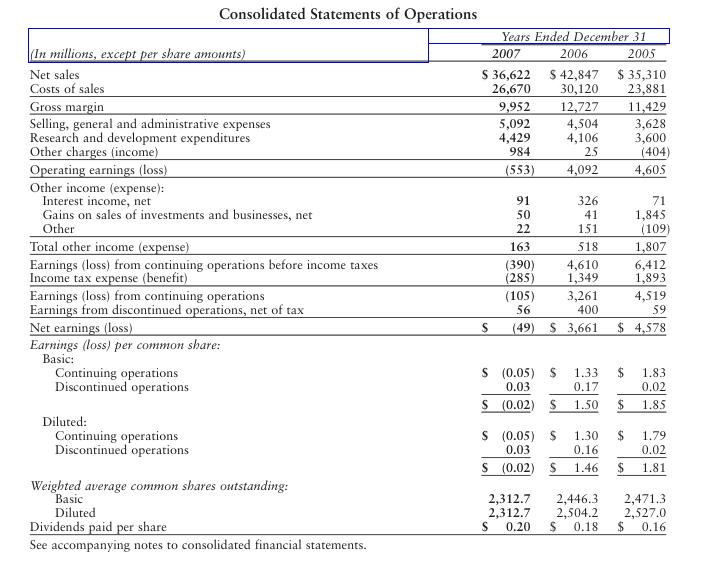 Consolidated Statements of Operations
Years Ended December 31
(In millions, except per share amounts) 2007 2006 2005
Net sales $ 36,622 $ 42,847 $ 35,310
Costs of sales 26,670 30,120 23,881
Gross margin 9,952 12,727 11,429
Selling, general and administrative expenses 5,092 4,504 3,628
Research and development expenditures 4,429 4,106 3,600
Other charges (income) 984 25 (404)
Operating earnings (loss) (553) 4,092 4,605
Other income (expense):
Interest income, net 91 326 71
Gains on sales of investments and businesses, net 50 41 1,845
Other 22 151 (109)
Total other income (expense) 163 518 1,807
Earnings (loss) from continuing operations before income taxes (390) 4,610 6,412
Income tax expense (benefit) (285) 1,349 1,893
Earnings (loss) from continuing operations (105) 3,261 4,519
Earnings from discontinued operations, net of tax 56 400 59
Net earnings (loss) $ (49) $ 3,661 $ 4,578
Earnings (loss) per common share:
Basic:
Continuing operations $ (0.05) $ 1.33 $ 1.83
Discontinued operations 0.03 0.17 0.02
$ (0.02) $ 1.50 $ 1.85
Diluted:
Continuing operations $ (0.05) $ 1.30 $ 1.79
Discontinued operations 0.03 0.16 0.02
$ (0.02) $ 1.46 $ 1.81
Weighted average common shares outstanding:
Basic 2,312.7 2,446.3 2,471.3
Diluted 2,312.7 2,504.2 2,527.0
Dividends paid per share $ 0.20 $ 0.18 $ 0.16
See accompanying notes to consolidated financial statements.